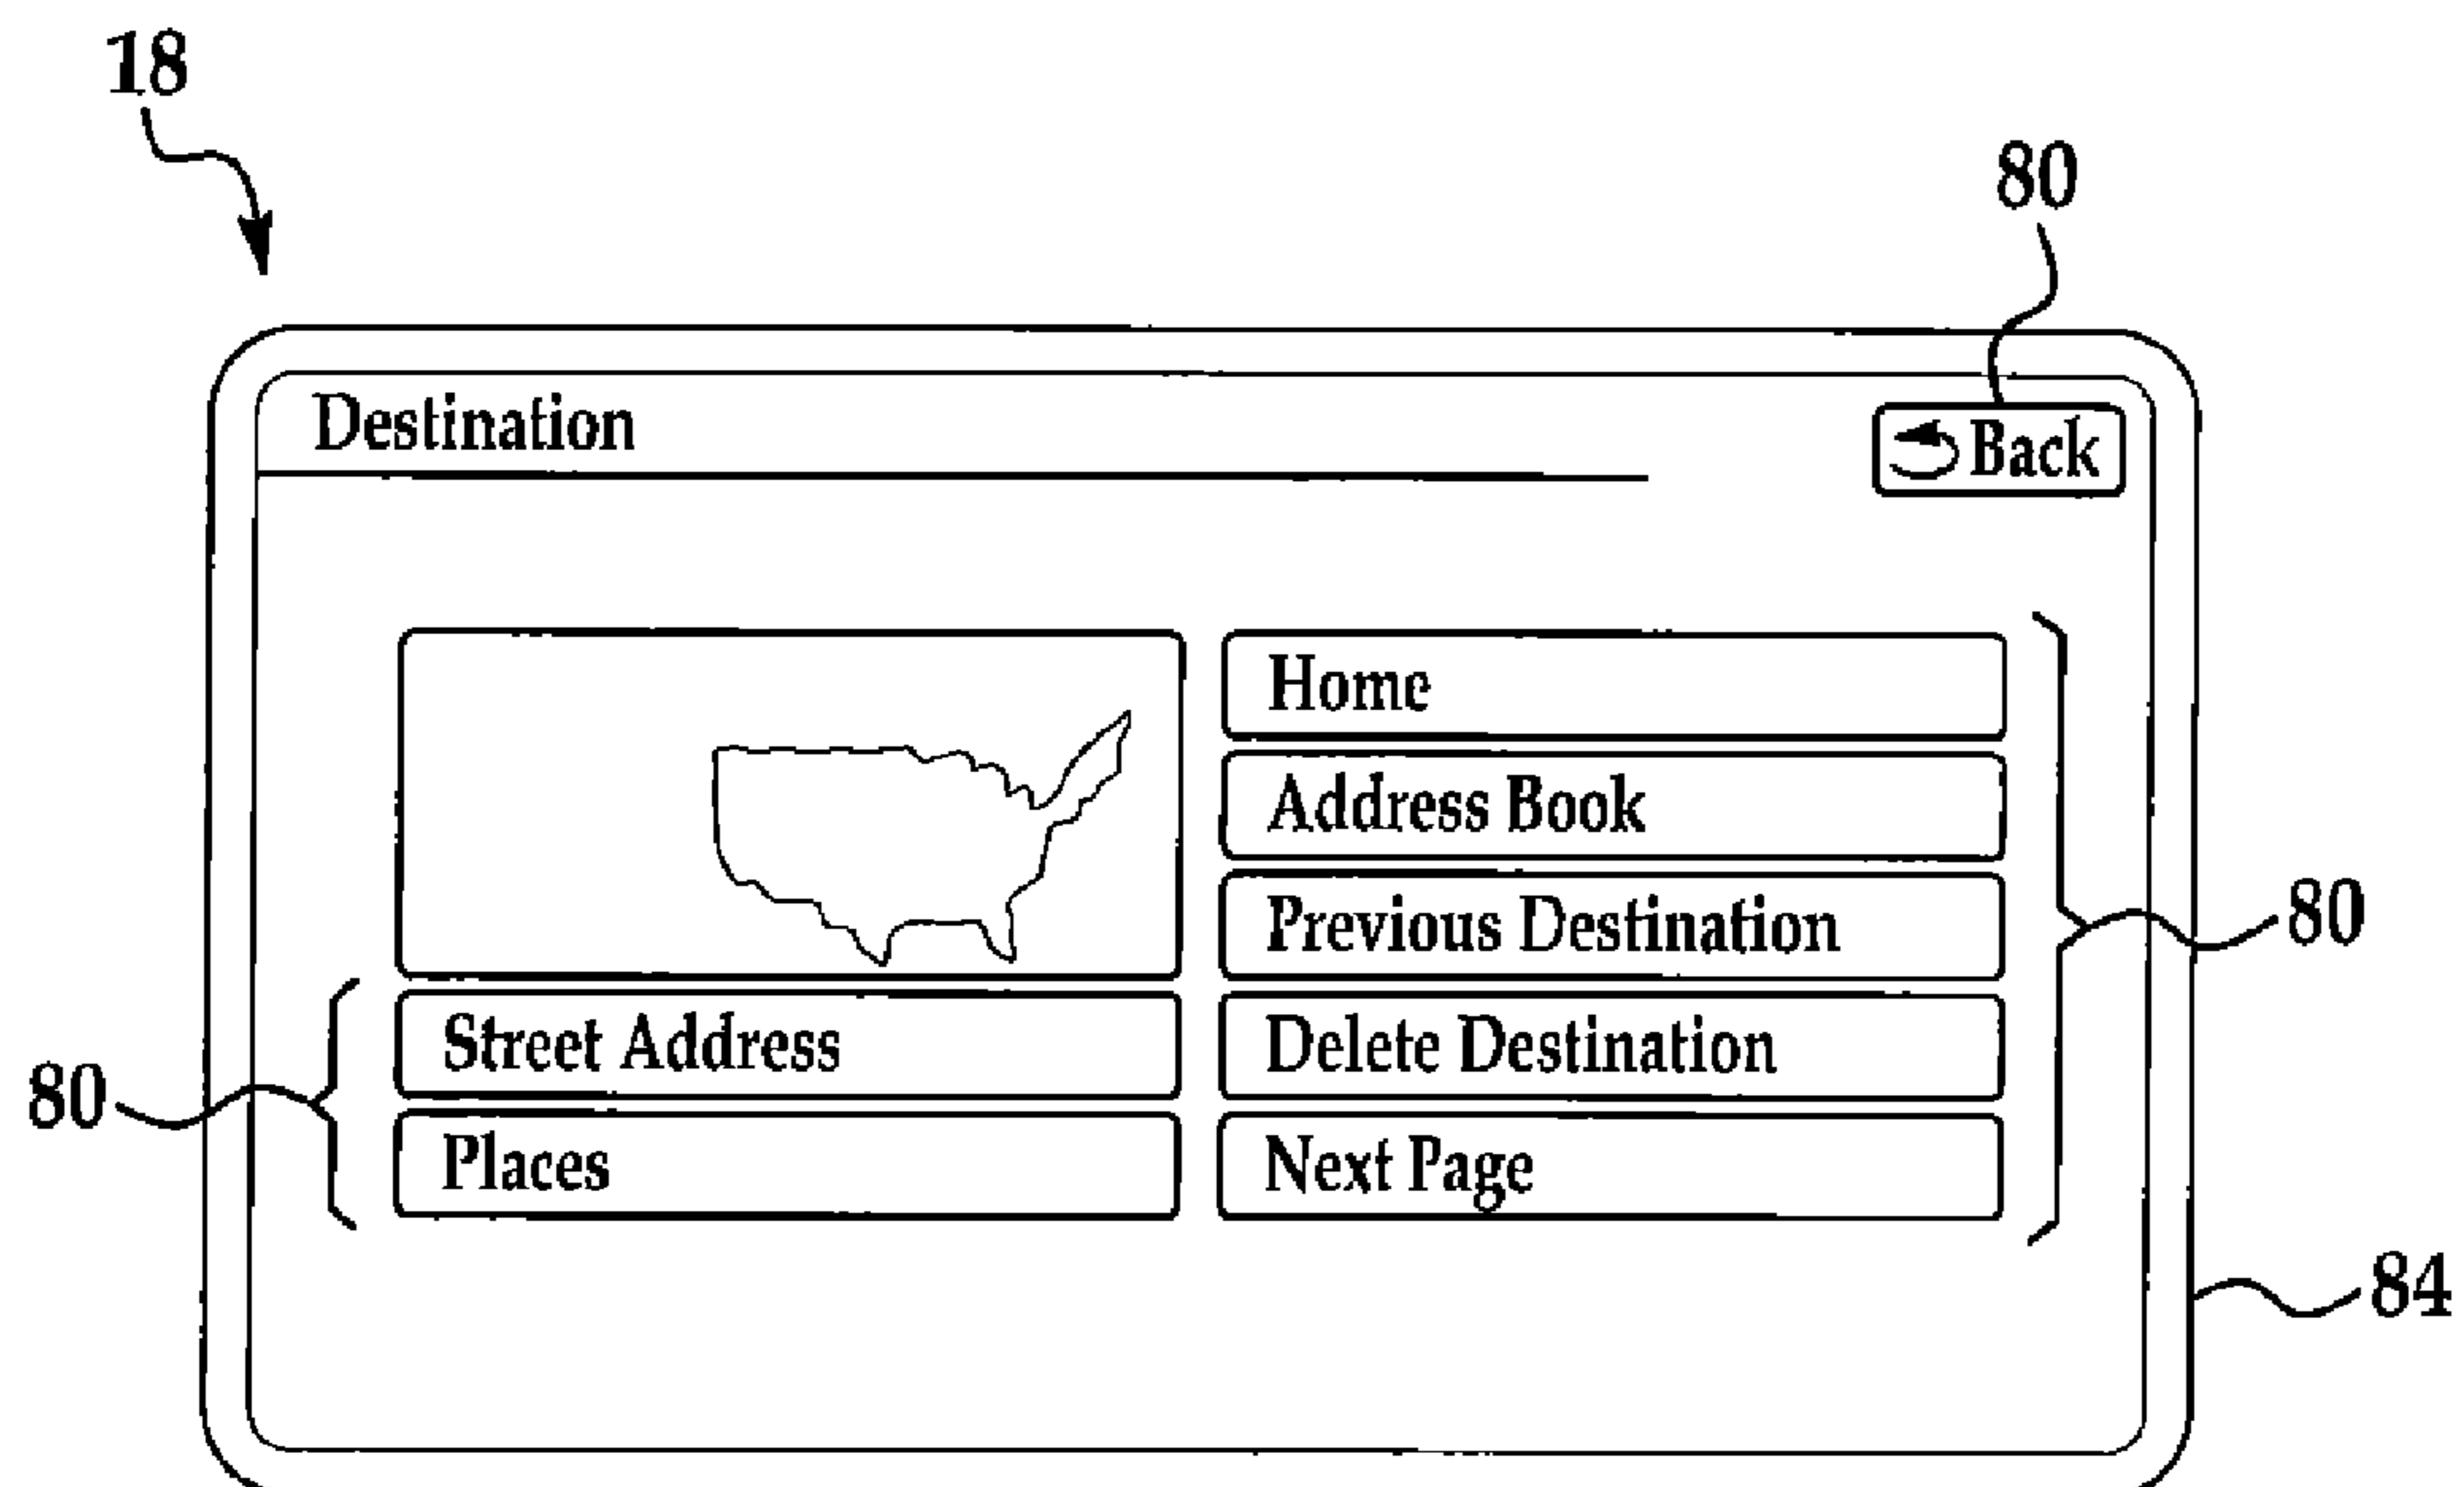 18
80
Destination
Back
Home
Address Book
Previous Destination
80
Street Address
Delete Destination
80
Places
Next Page
84